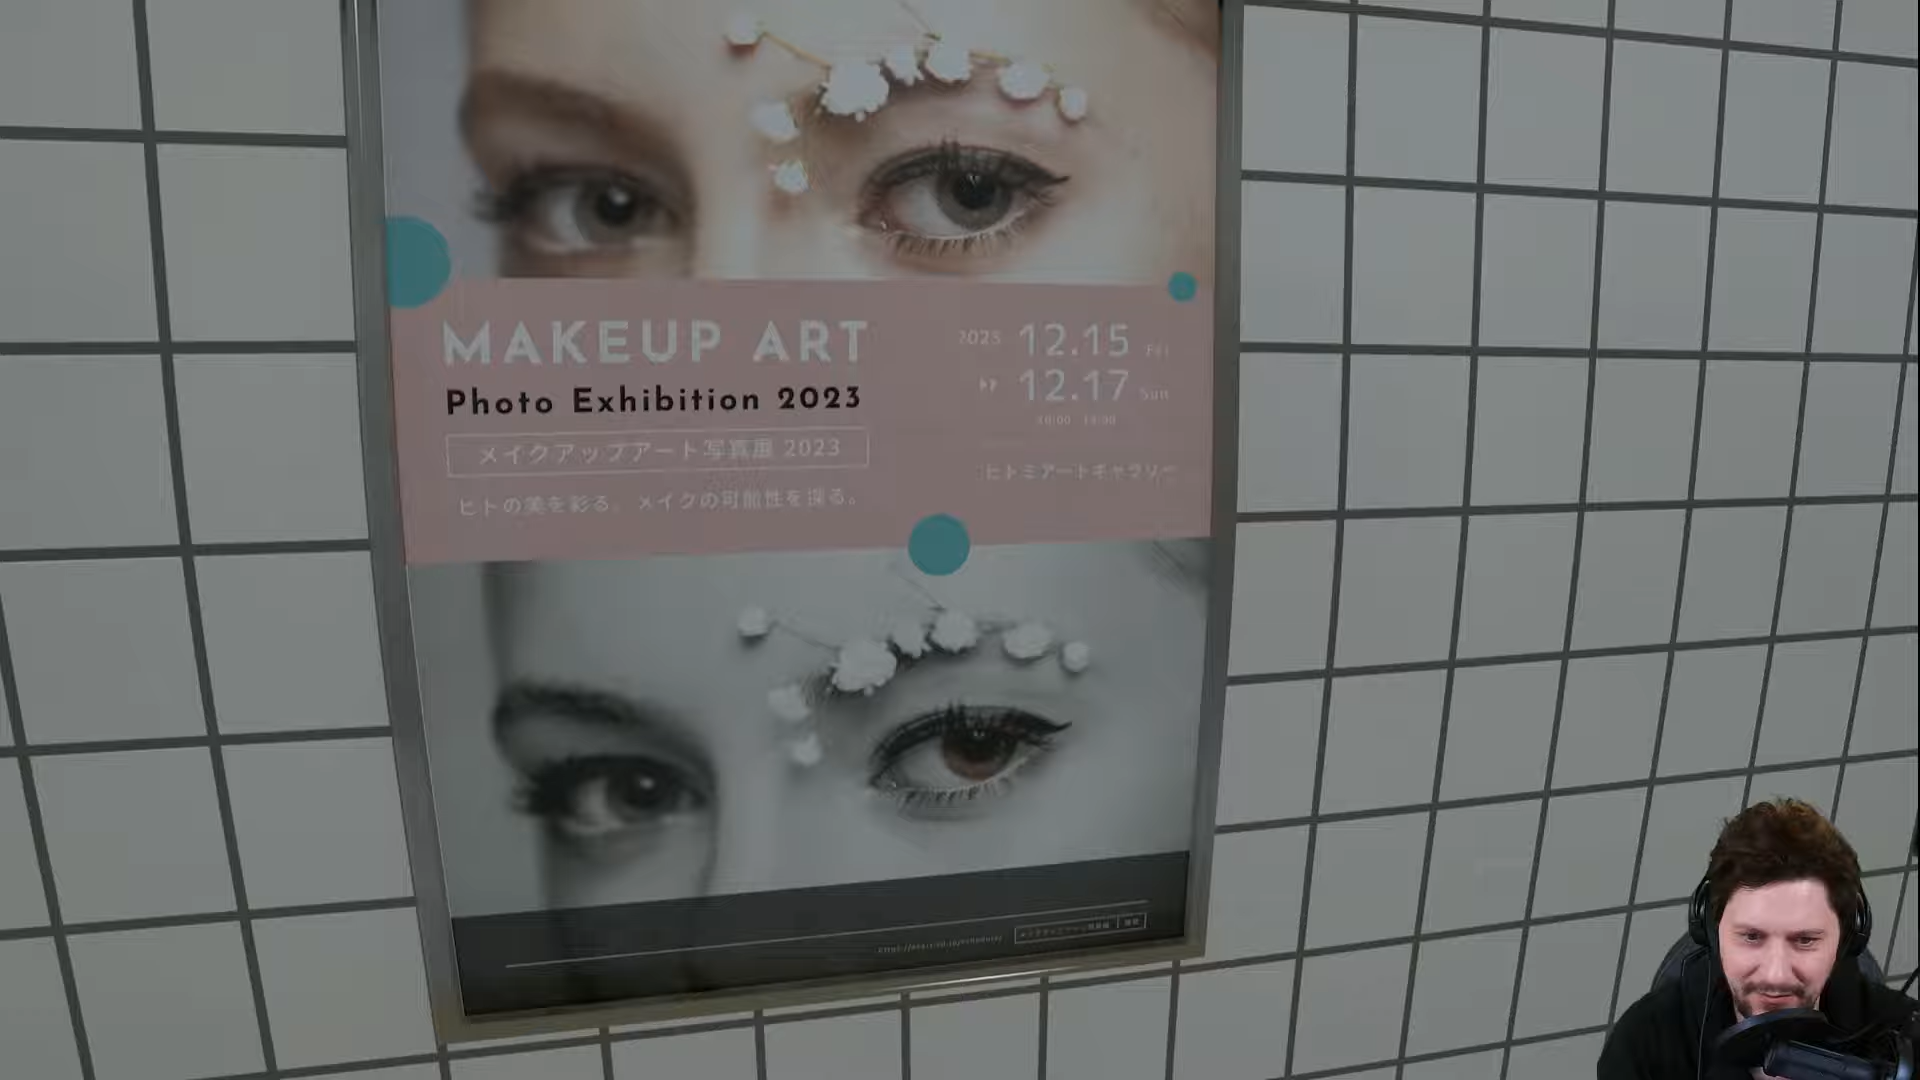 MAKEUP ART
Photo Exhibition 2023
メイクアップアート写真展 2023
ヒトの美を彩る。メイクの可能性を探る。
2023 12.15 Fri
12.17 Sun
ヒトミアートギャラリー